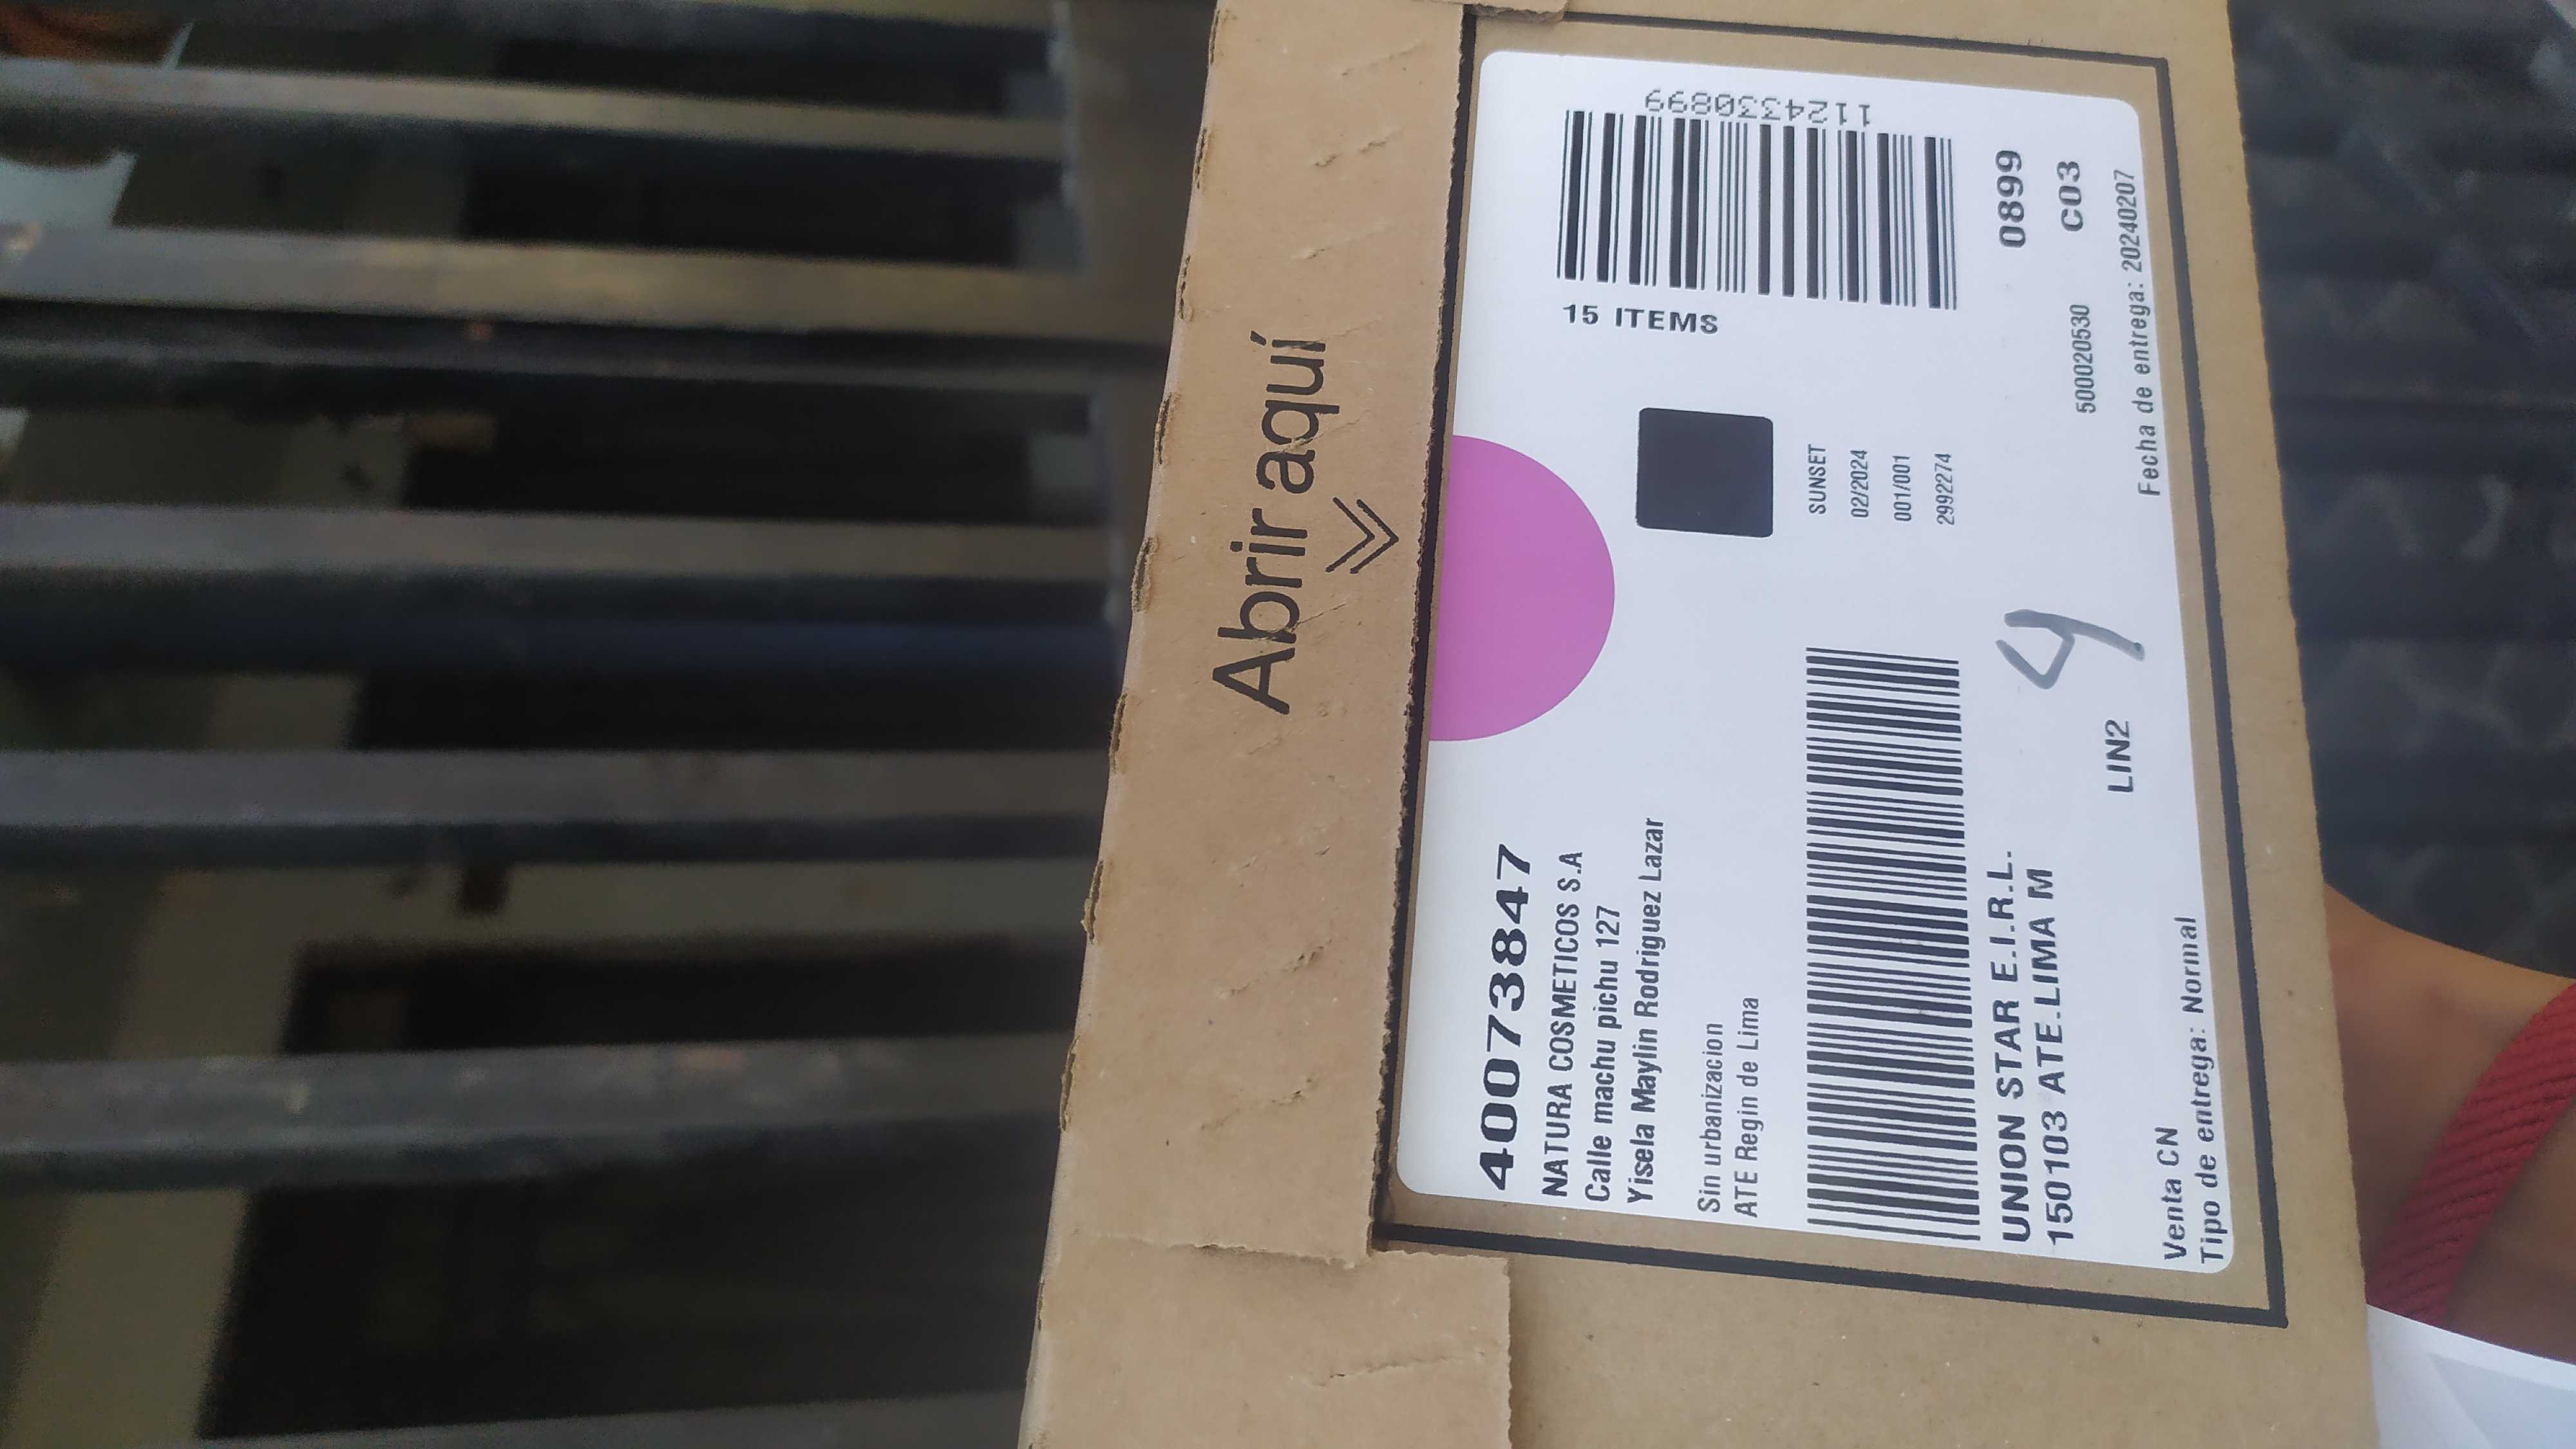 Abrir aquí
40073847
NATURA COSMETICOS S.A
Calle machu pichu 127
Yisela Maylin Rodriguez Lazar
Sin urbanizacion
ATE Regin de Lima
15 ITEMS
1124330899
SUNSET
02/2024
001/001
2992274
UNION STAR E.I.R.L.
0899
150103 ATE.LIMA M
4
C03
LIN2
500020530
Venta CN
Tipo de entrega: Normal
Fecha de entrega: 20240207